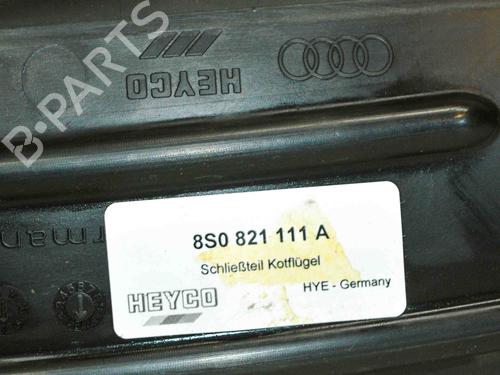 B-PARTS
HEYCO
8S0 821 111 A
Schließteil Kotflügel
HEYCO
HYE - Germany